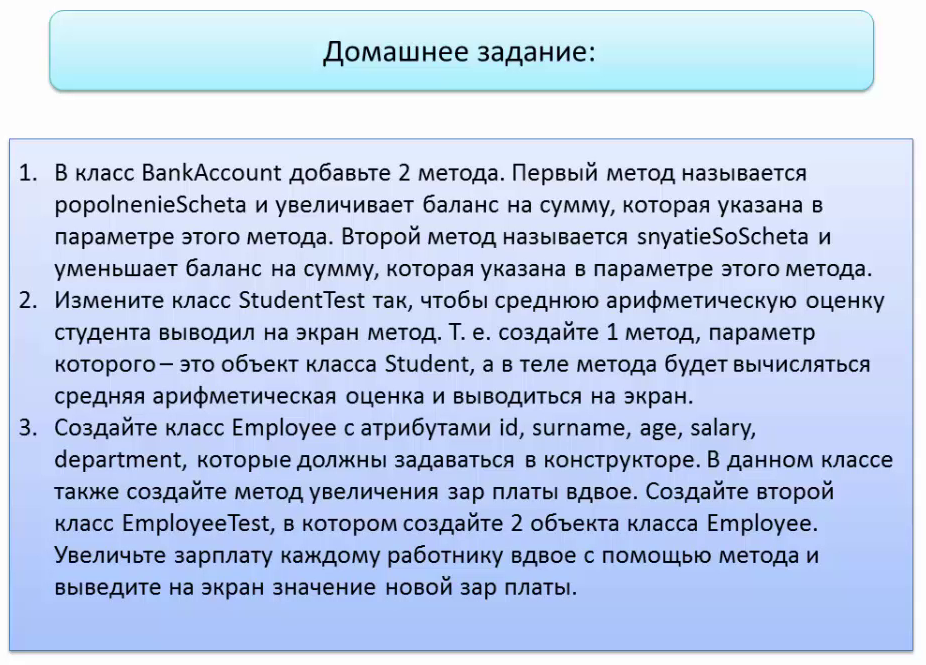 Домашнее задание:
1. В класс BankAccount добавьте 2 метода. Первый метод называется
popolnenieScheta и увеличивает баланс на сумму, которая указана в
параметре этого метода. Второй метод называется snyatieSoScheta и
уменьшает баланс на сумму, которая указана в параметре этого метода.
2. Измените класс StudentTest так, чтобы среднюю арифметическую оценку
студента выводил на экран метод. Т. е. создайте 1 метод, параметр
которого – это объект класса Student, а в теле метода будет вычисляться
средняя арифметическая оценка и выводиться на экран.
3. Создайте класс Employee с атрибутами id, surname, age, salary,
department, которые должны задаваться в конструкторе. В данном классе
также создайте метод увеличения зар платы вдвое. Создайте второй
класс EmployeeTest, в котором создайте 2 объекта класса Employee.
Увеличьте зарплату каждому работнику вдвое с помощью метода и
выведите на экран значение новой зар платы.